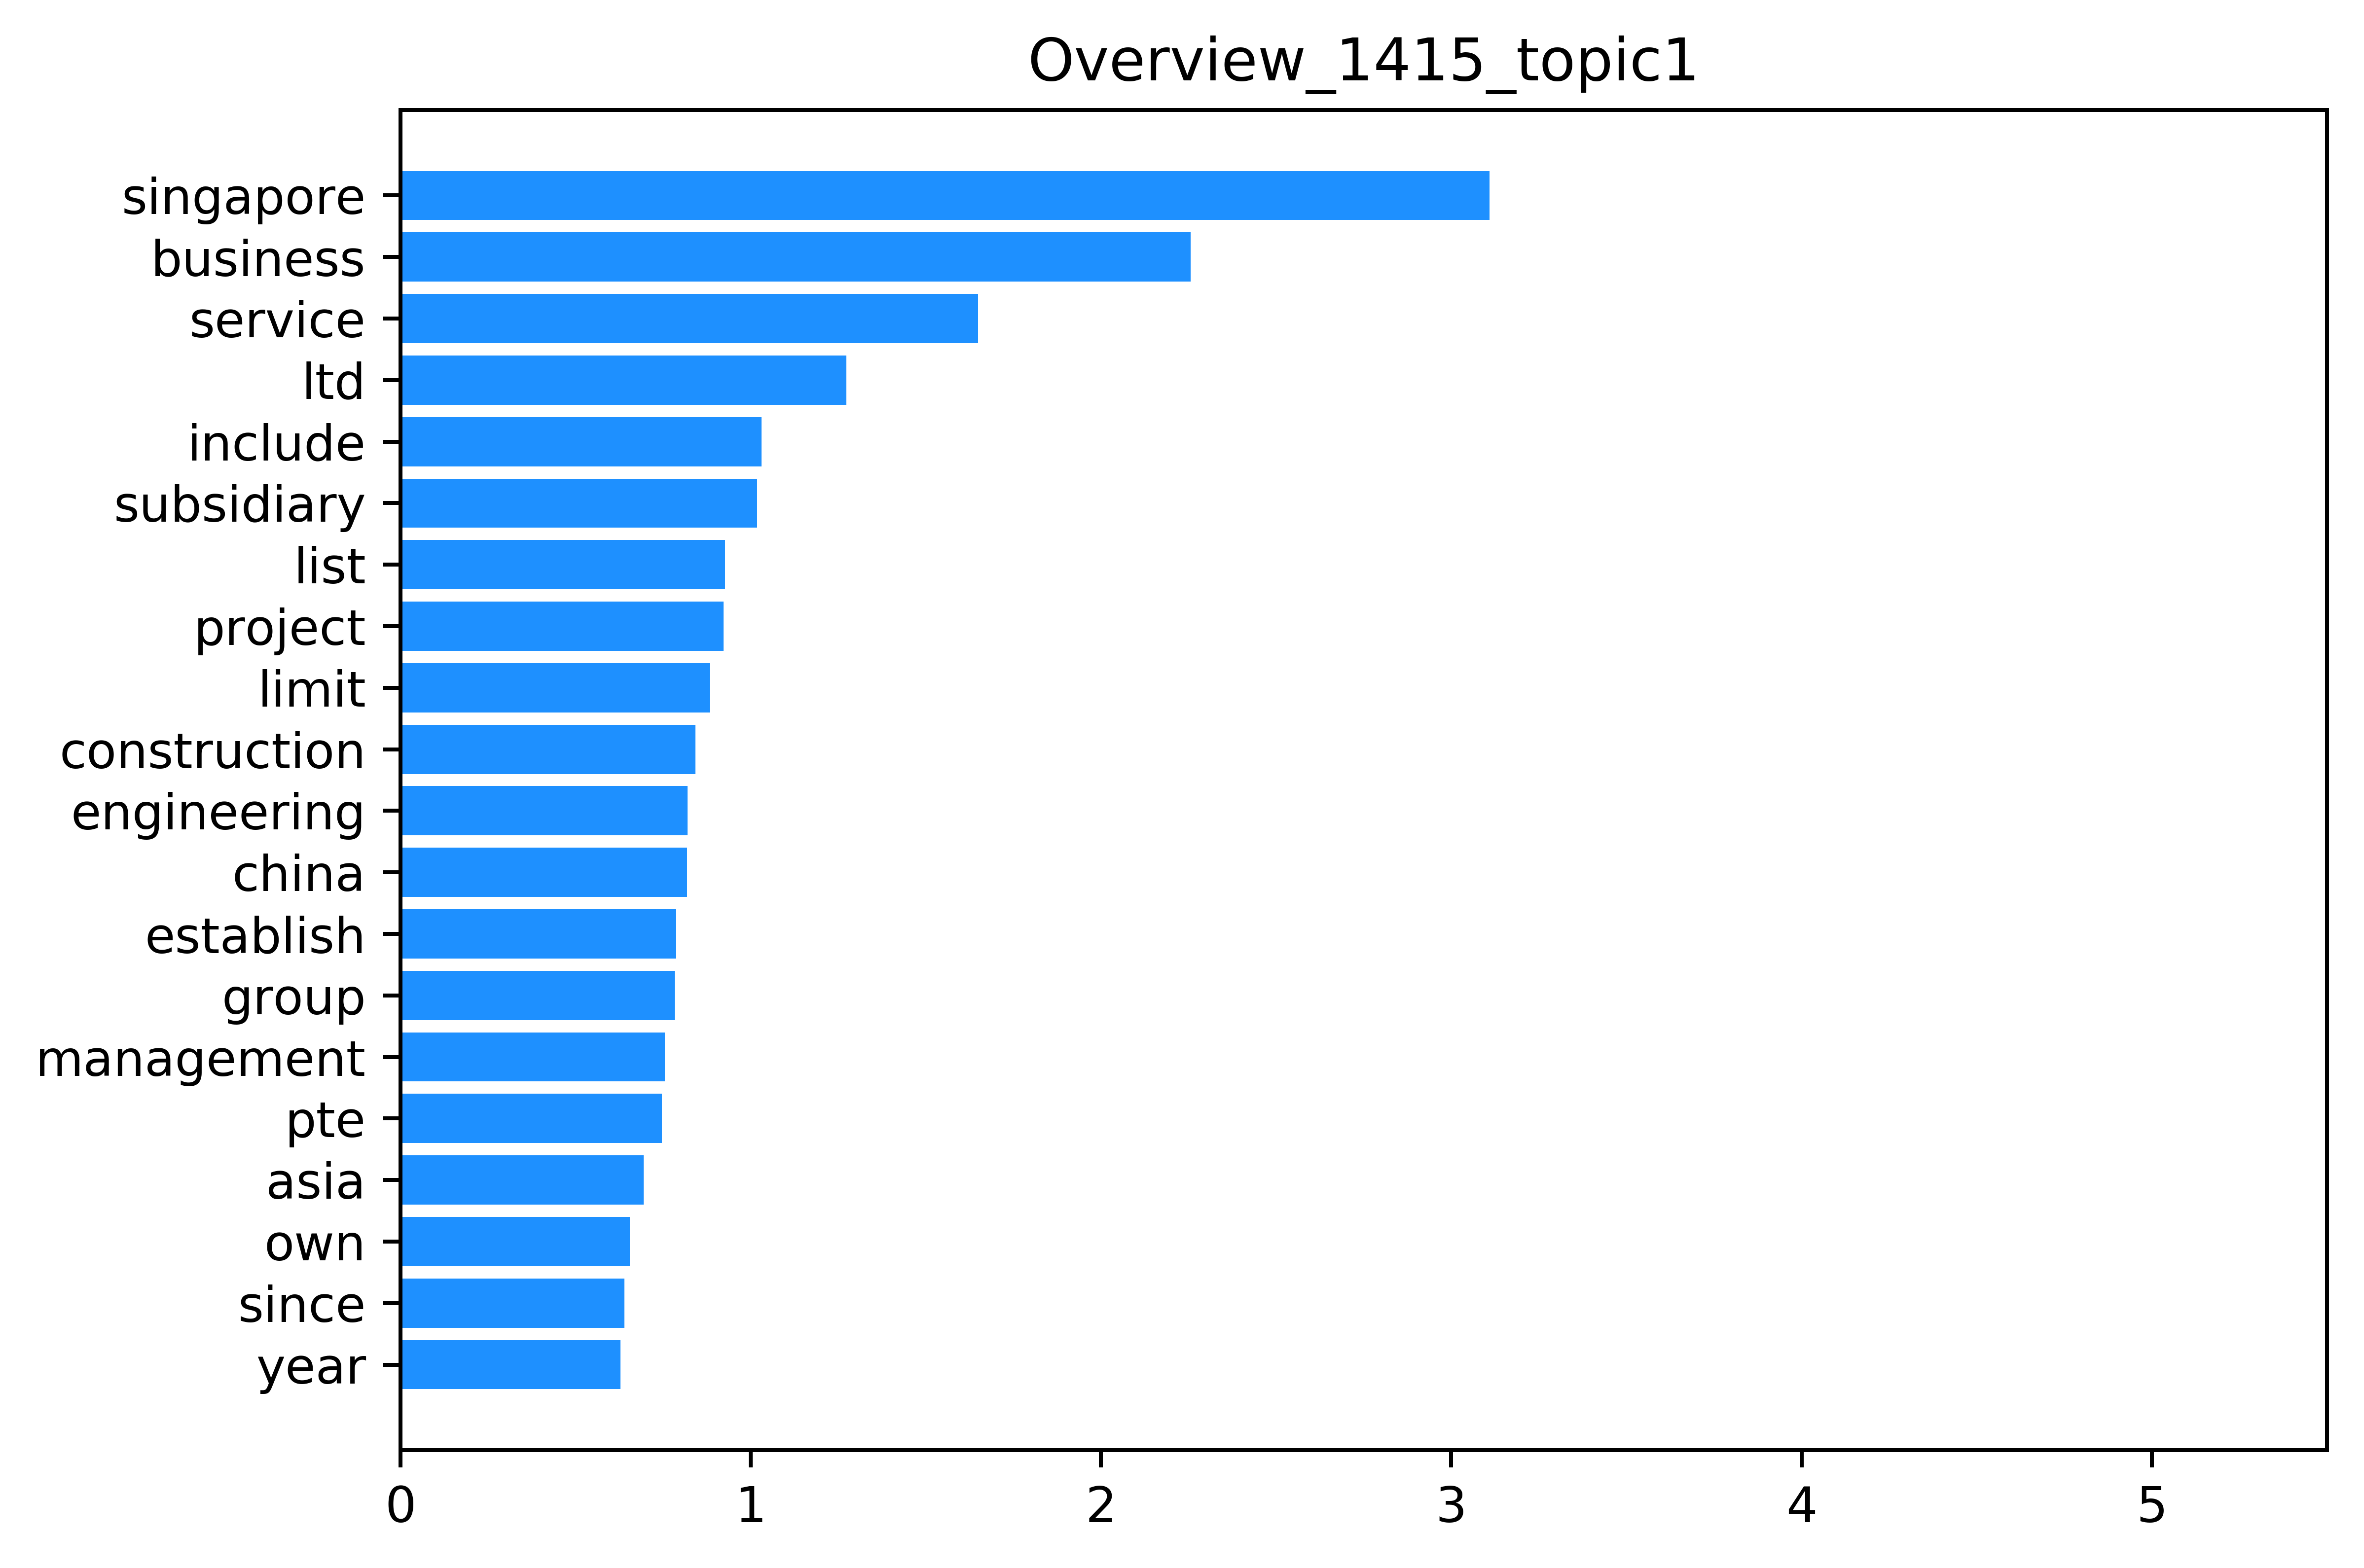 Overview_1415_topic1
singapore
business
service
ltd
include
subsidiary
list
project
limit
construction
engineering
china
establish
group
management
pte
asia
own
since
year
0 1 2 3 4 5